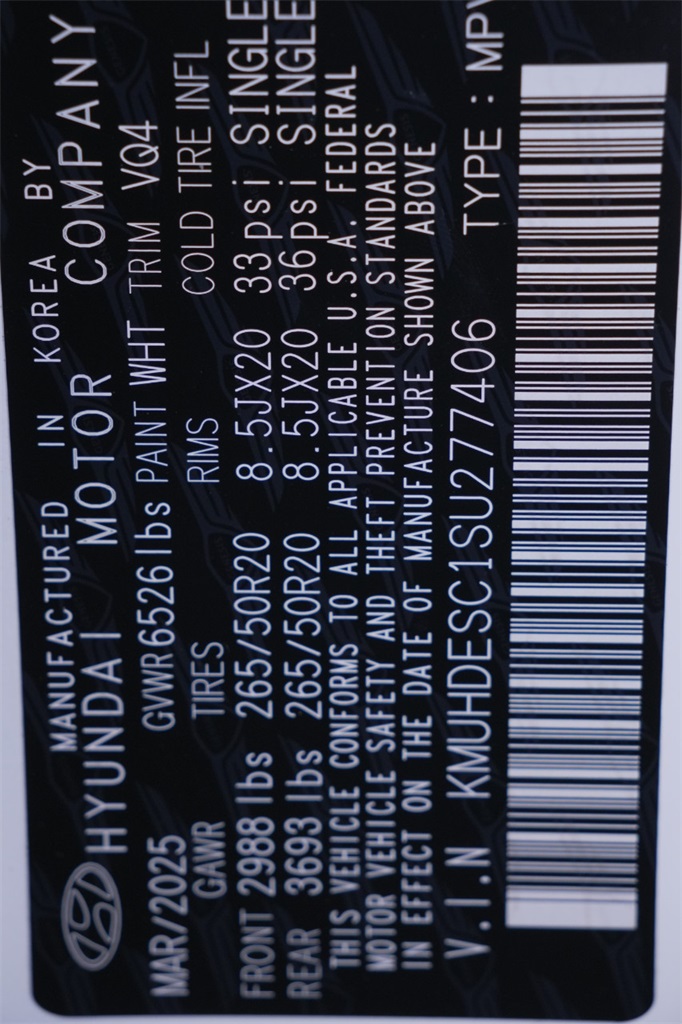 MANUFACTURED IN KOREA BY
HYUNDAI MOTOR COMPANY
MAR/2025 GVWR 6526 lbs PAINT WHT TRIM VQ4
GAWR TIRES RIMS COLD TIRE INFL
FRONT 2988 lbs 265/50R20 8.5JX20 33 psi SINGLE
REAR 3693 lbs 265/50R20 8.5JX20 36psi SINGLE
THIS VEHICLE CONFORMS TO ALL APPLICABLE U.S.A. FEDERAL
MOTOR VEHICLE SAFETY AND THEFT PREVENTION STANDARDS
IN EFFECT ON THE DATE OF MANUFACTURE SHOWN ABOVE
V.I.N KMUHDESC1SU277406 TYPE : MPV